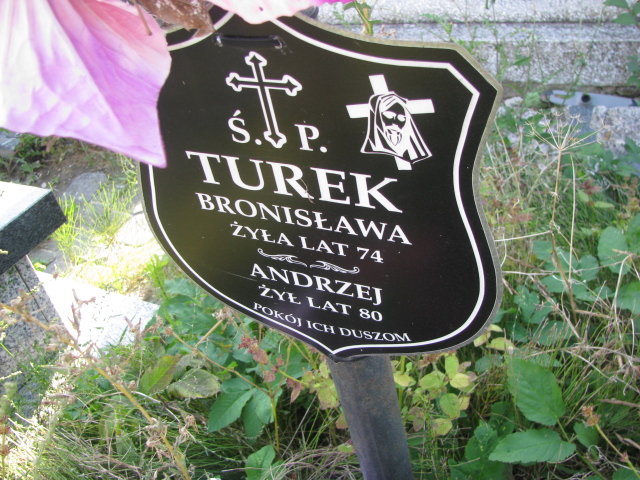 Ś. P.
TUREK
BRONISŁAWA
ŻYŁA LAT 74
ANDRZEJ
ŻYŁ LAT 80
POKÓJ ICH DUSZOM